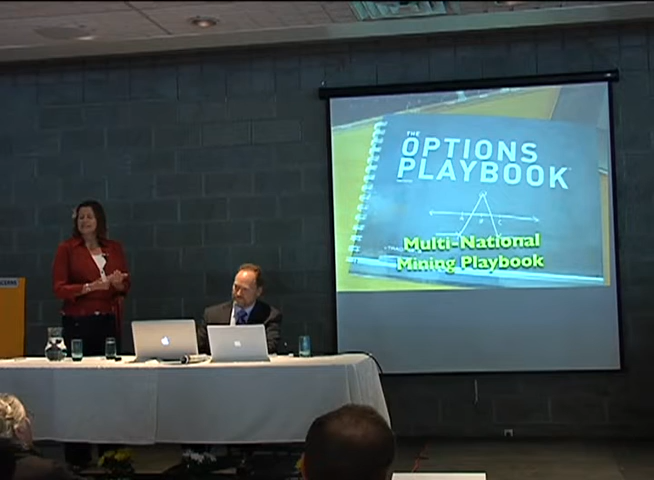 THE
OPTIONS
PLAYBOOK
Multi-National
Mining Playbook